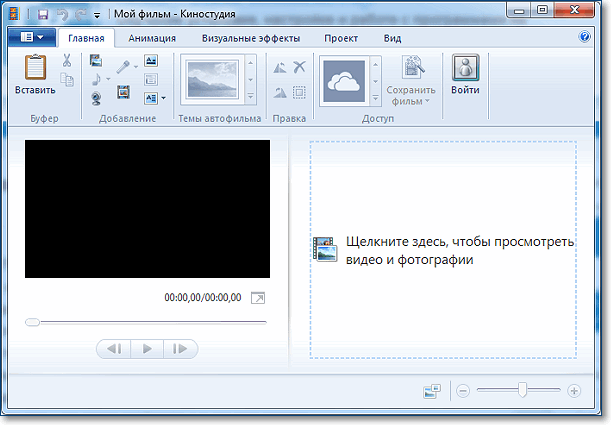 Мой фильм - Киностудия
Главная
Анимация
Визуальные эффекты
Проект
Вид
Вставить
Сохранить
фильм
Войти
Буфер
Добавление
Темы автофильма
Правка
Доступ
Щелкните здесь, чтобы просмотреть
видео и фотографии
00:00,00/00:00,00